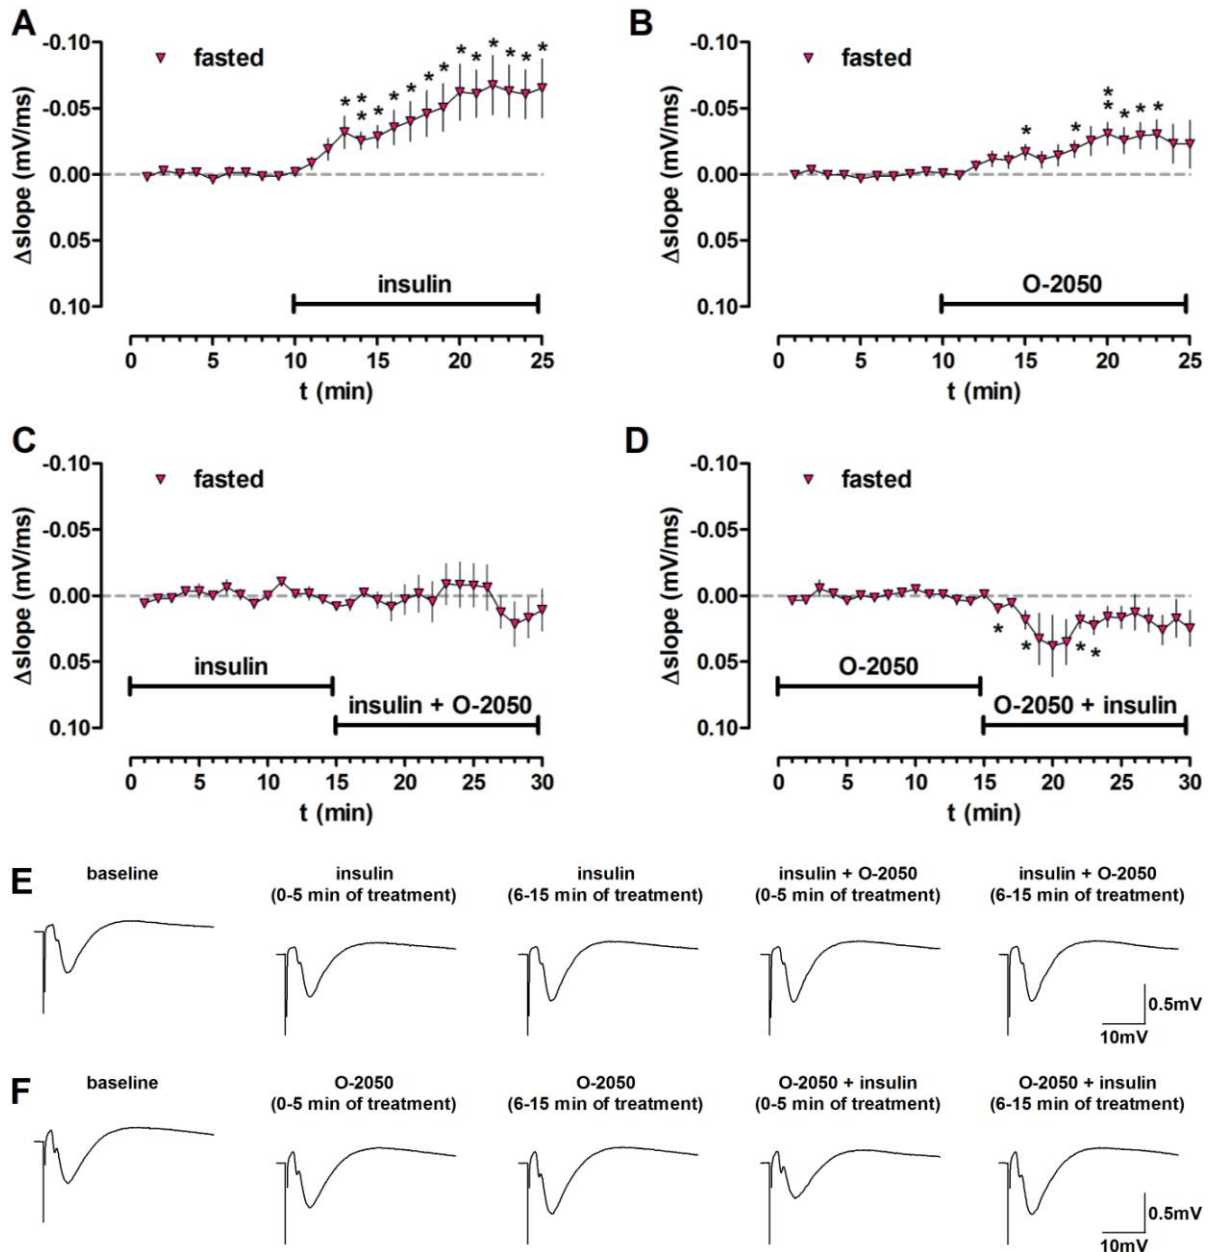 A
fasted
Δslope (mV/ms)
-0.10
-0.05
0.00
0.05
0.10
* * * * * * * * * * * * * *
insulin
0 5 10 15 20 25
t (min)
B
fasted
Δslope (mV/ms)
-0.10
-0.05
0.00
0.05
0.10
* * * * * * *
O-2050
0 5 10 15 20 25
t (min)
C
fasted
Δslope (mV/ms)
-0.10
-0.05
0.00
0.05
0.10
insulin
insulin + O-2050
0 5 10 15 20 25 30
t (min)
D
fasted
Δslope (mV/ms)
-0.10
-0.05
0.00
0.05
0.10
* * * *
O-2050
O-2050 + insulin
0 5 10 15 20 25 30
t (min)
E
baseline
insulin
(0-5 min of treatment)
insulin
(6-15 min of treatment)
insulin + O-2050
(0-5 min of treatment)
insulin + O-2050
(6-15 min of treatment)
0.5mV
10mV
F
baseline
O-2050
(0-5 min of treatment)
O-2050
(6-15 min of treatment)
O-2050 + insulin
(0-5 min of treatment)
O-2050 + insulin
(6-15 min of treatment)
0.5mV
10mV